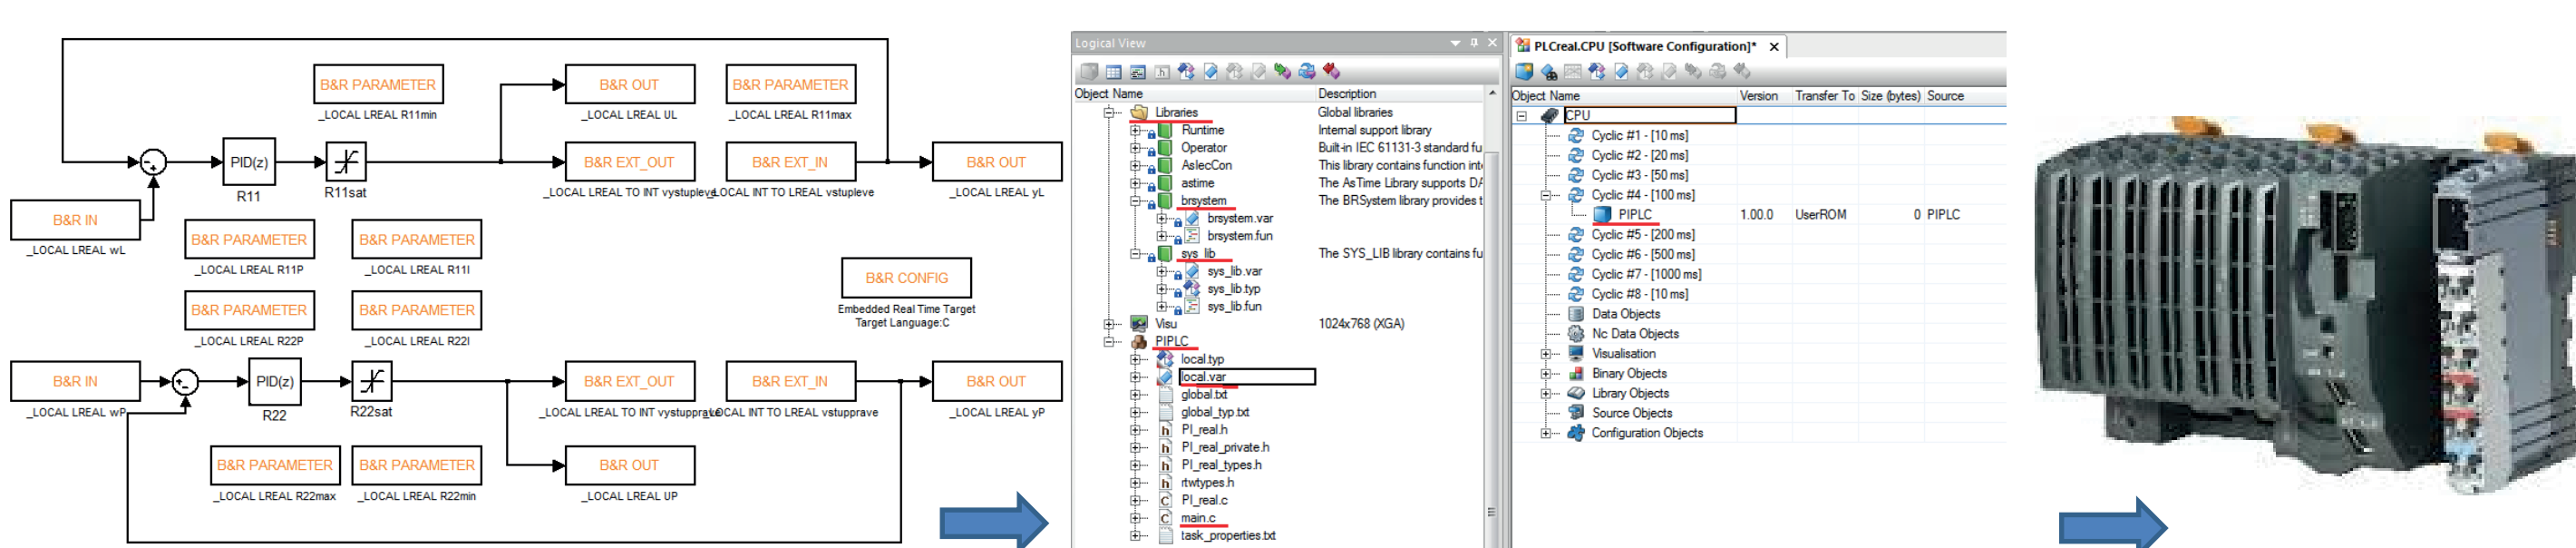 B&R PARAMETER
_LOCAL LREAL R11min
B&R OUT
_LOCAL LREAL UL
B&R PARAMETER
_LOCAL LREAL R11max
PID(z)
R11
R11sat
B&R EXT_OUT
_LOCAL LREAL TO INT vystupleve
B&R EXT_IN
_LOCAL INT TO LREAL vstupleve
B&R OUT
_LOCAL LREAL yL
B&R IN
_LOCAL LREAL wL
B&R PARAMETER
_LOCAL LREAL R11P
B&R PARAMETER
_LOCAL LREAL R11I
B&R CONFIG
Embedded Real Time Target
Target Language:C
B&R PARAMETER
_LOCAL LREAL R22P
B&R PARAMETER
_LOCAL LREAL R22I
B&R IN
_LOCAL LREAL wP
PID(z)
R22
R22sat
B&R EXT_OUT
_LOCAL LREAL TO INT vystupprave
B&R EXT_IN
_LOCAL INT TO LREAL vstupprave
B&R OUT
_LOCAL LREAL yP
B&R PARAMETER
_LOCAL LREAL R22max
B&R PARAMETER
_LOCAL LREAL R22min
B&R OUT
_LOCAL LREAL UP
Logical View
Object Name Description
Libraries Global libraries
Runtime Internal support library
Operator Built-in IEC 61131-3 standard fu
AsIecCon This library contains function inte
astime The AsTime Library supports DA
brsystem The BRSystem library provides t
brsystem.var
brsystem.fun
sys_lib The SYS_LIB library contains fu
sys_lib.var
sys_lib.typ
sys_lib.fun
Visu 1024x768 (XGA)
PIPLC
local.typ
local.var
global.txt
global_typ.txt
PI_real.h
PI_real_private.h
PI_real_types.h
rtwtypes.h
PI_real.c
main.c
task_properties.txt
PLCreal.CPU [Software Configuration]*
Object Name Version Transfer To Size (bytes) Source
CPU
Cyclic #1 - [10 ms]
Cyclic #2 - [20 ms]
Cyclic #3 - [50 ms]
Cyclic #4 - [100 ms]
PIPLC 1.00.0 UserROM 0 PIPLC
Cyclic #5 - [200 ms]
Cyclic #6 - [500 ms]
Cyclic #7 - [1000 ms]
Cyclic #8 - [10 ms]
Data Objects
Nc Data Objects
Visualisation
Binary Objects
Library Objects
Source Objects
Configuration Objects